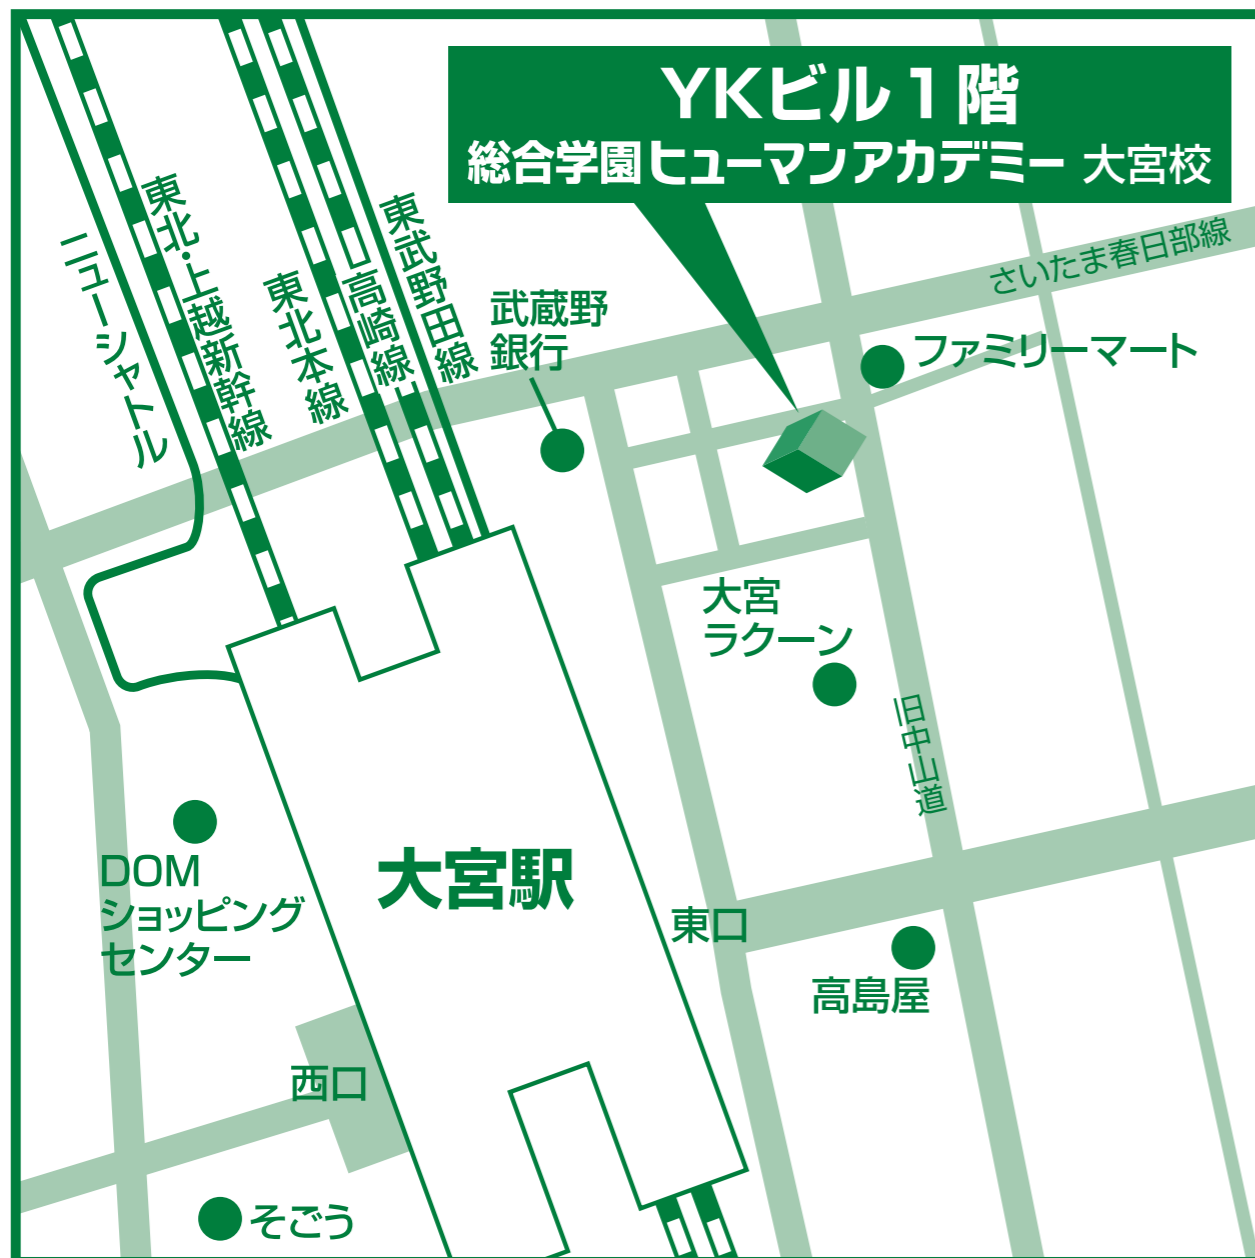 YKビル1階
総合学園ヒューマンアカデミー 大宮校
さいたま春日部線
ニューシャトル
東北・上越新幹線
東北本線
高崎線
東武野田線
武蔵野
銀行
ファミリーマート
大宮
ラクーン
旧中山道
DOM
ショッピング
センター
大宮駅
東口
高島屋
西口
そごう